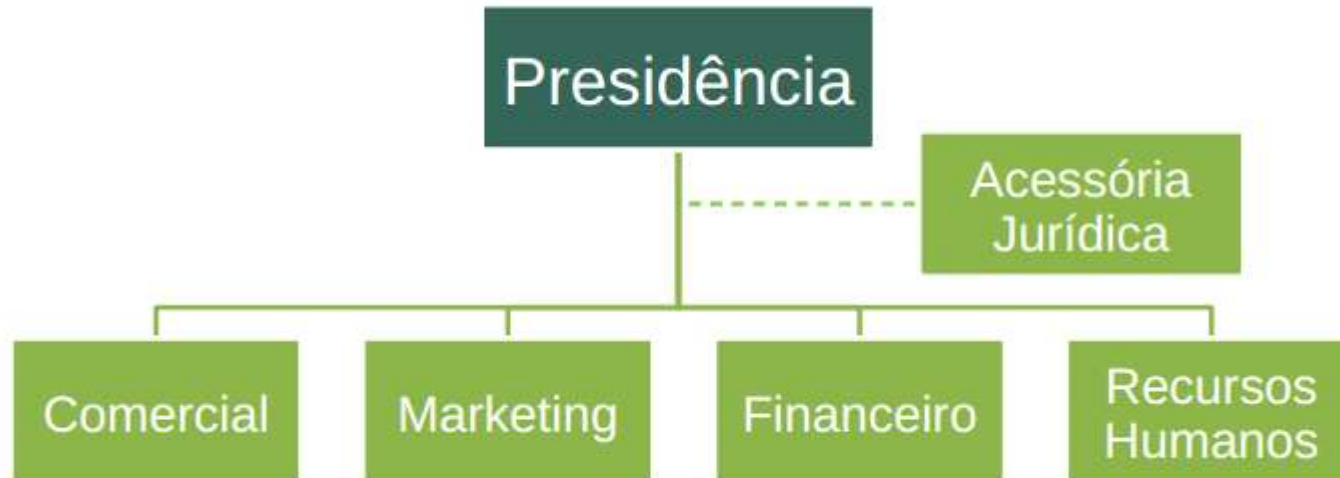 Presidência
Acessória
Jurídica
Comercial
Marketing
Financeiro
Recursos
Humanos